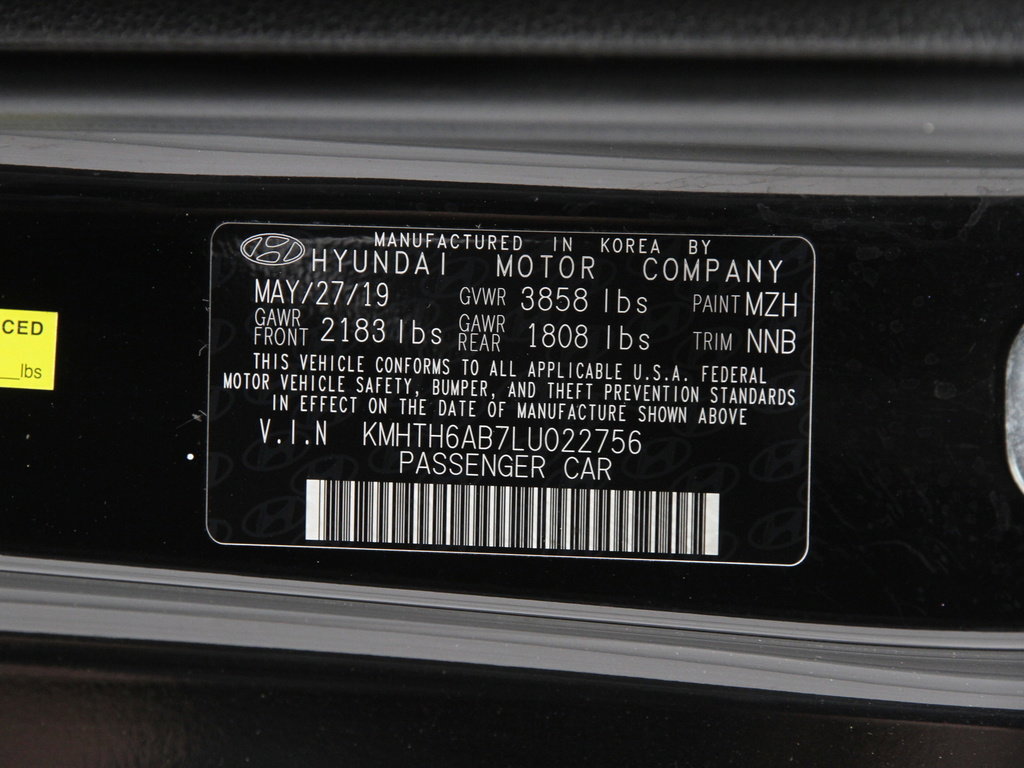 MANUFACTURED IN KOREA BY
HYUNDAI MOTOR COMPANY
MAY/27/19 GVWR 3858 lbs PAINT MZH
GAWR FRONT 2183 lbs GAWR REAR 1808 lbs TRIM NNB
THIS VEHICLE CONFORMS TO ALL APPLICABLE U.S.A. FEDERAL
MOTOR VEHICLE SAFETY, BUMPER, AND THEFT PREVENTION STANDARDS
IN EFFECT ON THE DATE OF MANUFACTURE SHOWN ABOVE
V.I.N KMHTH6AB7LU022756
PASSENGER CAR
CED
lbs